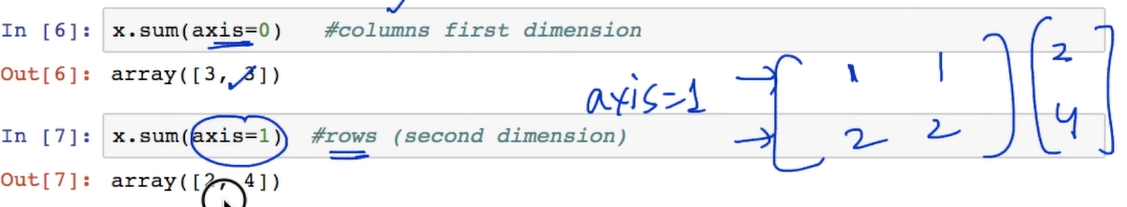 In [6]: x.sum(axis=0) #columns first dimension
Out[6]: array([3, 3])
axis=1
1 1 2
2 2 4
In [7]: x.sum(axis=1) #rows (second dimension)
Out[7]: array([2, 4])